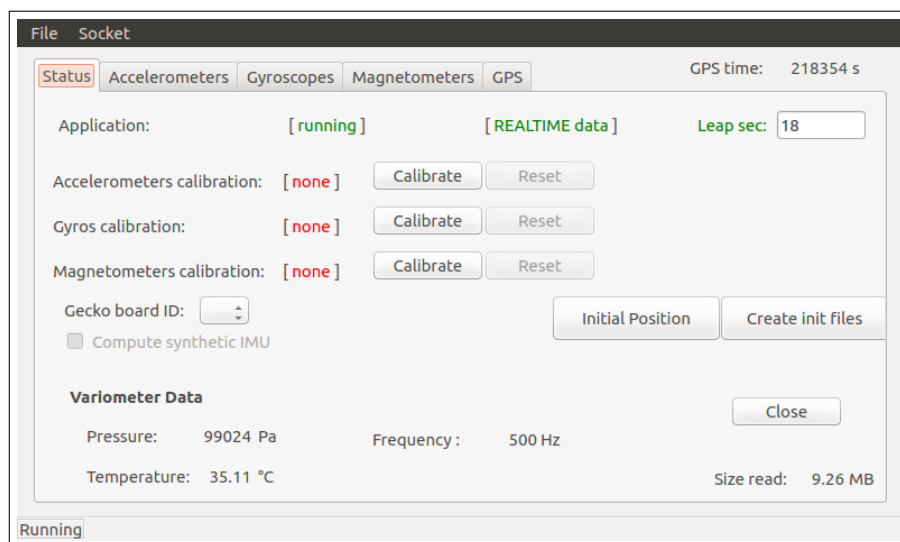 File Socket
Status Accelerometers Gyroscopes Magnetometers GPS GPS time: 218354 s
Application: [ running ] [ REALTIME data ] Leap sec: 18
Accelerometers calibration: [ none ] Calibrate Reset
Gyros calibration: [ none ] Calibrate Reset
Magnetometers calibration: [ none ] Calibrate Reset
Gecko board ID: Initial Position Create init files
Compute synthetic IMU
Variometer Data
Close
Pressure: 99024 Pa Frequency : 500 Hz
Temperature: 35.11 °C Size read: 9.26 MB
Running